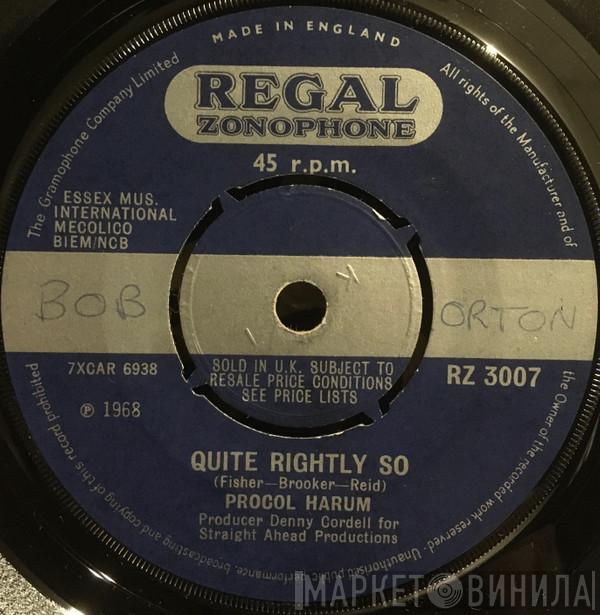 MADE IN ENGLAND
The Gramophone Company Limited
All rights of the Manufacturer and of
the Owner of the recorded work reserved. Unauthorised public performance, broadcasting and copying of this record prohibited
REGAL
ZONOPHONE
45 r.p.m.
ESSEX MUS.
INTERNATIONAL
MECOLICO
BIEM/NCB
K
BOB ORTON
7XCAR 6938
SOLD IN U.K. SUBJECT TO
RESALE PRICE CONDITIONS
SEE PRICE LISTS
RZ 3007
℗ 1968
QUITE RIGHTLY SO
(Fisher—Brooker—Reid)
PROCOL HARUM
Producer Denny Cordell for
Straight Ahead Productions
МАРКЕТ ВИНИЛА